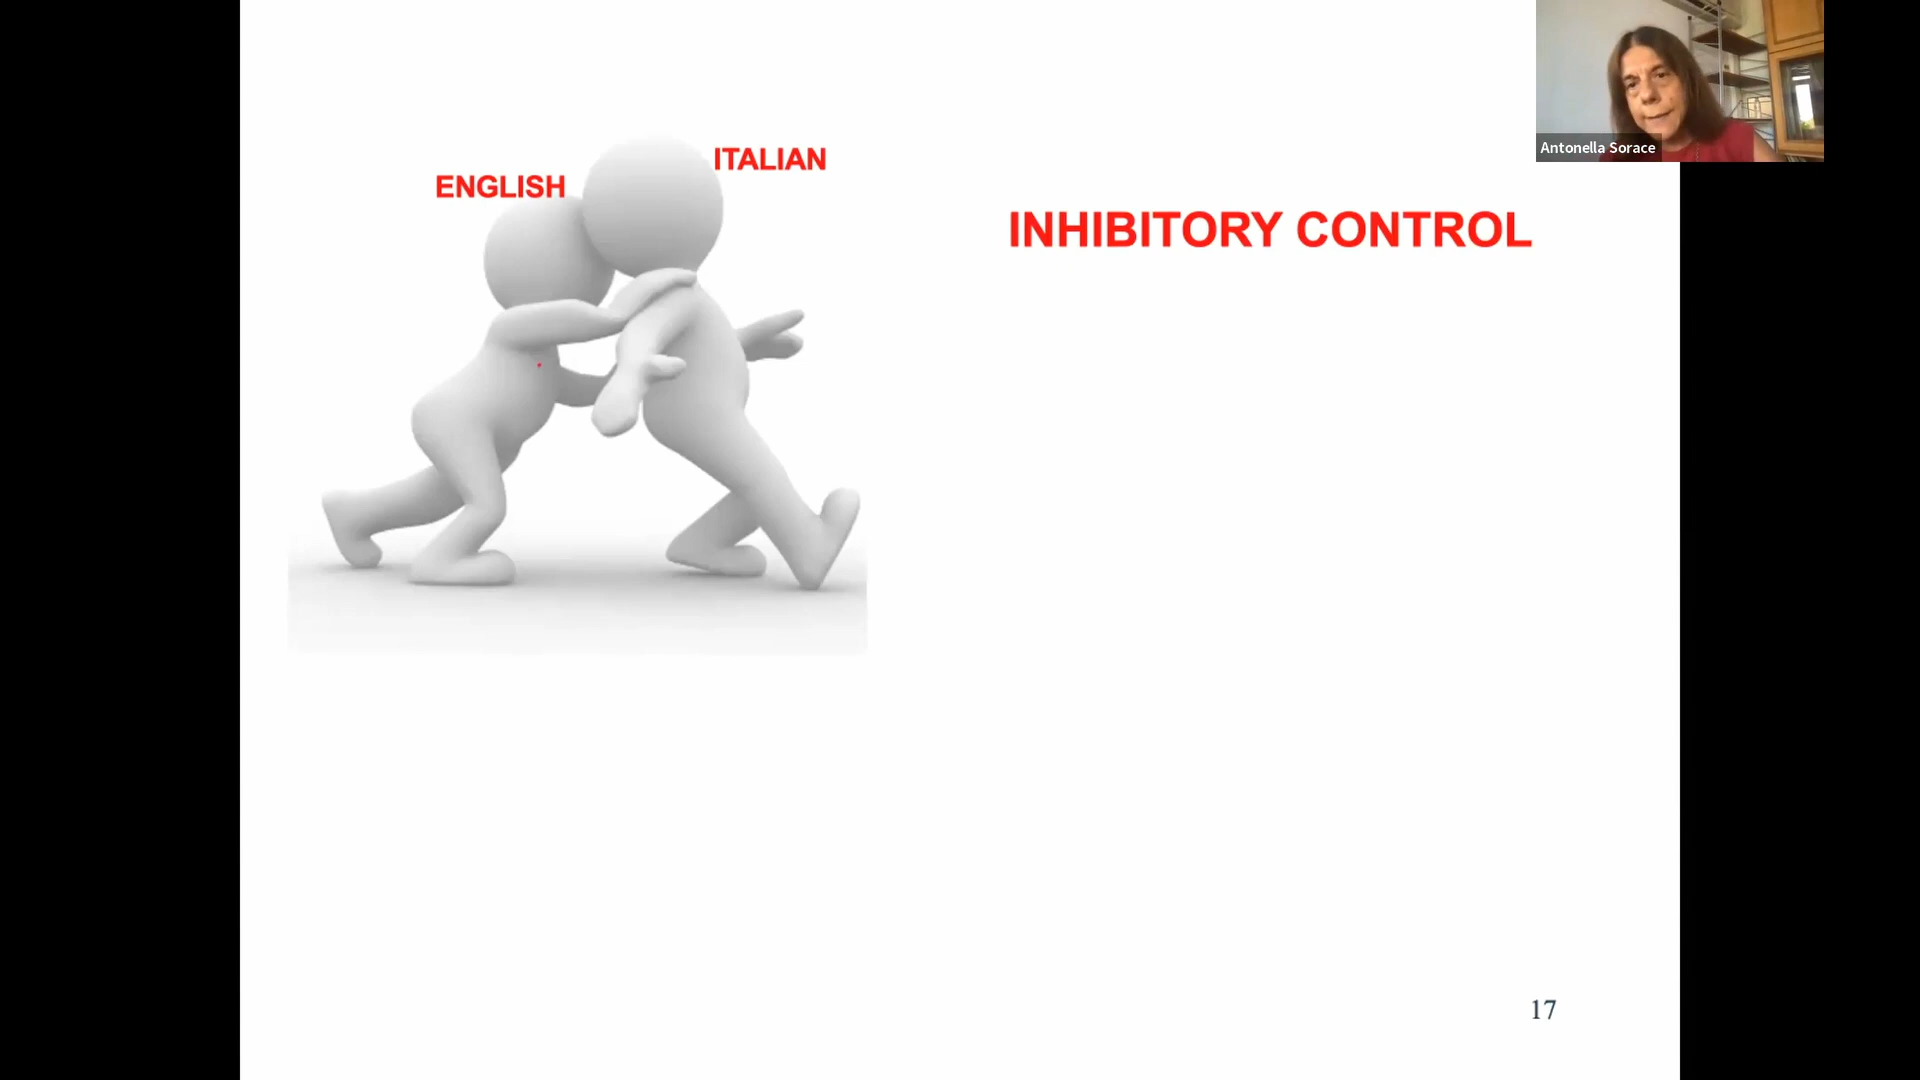 Antonella Sorace
ITALIAN
ENGLISH
INHIBITORY CONTROL
17